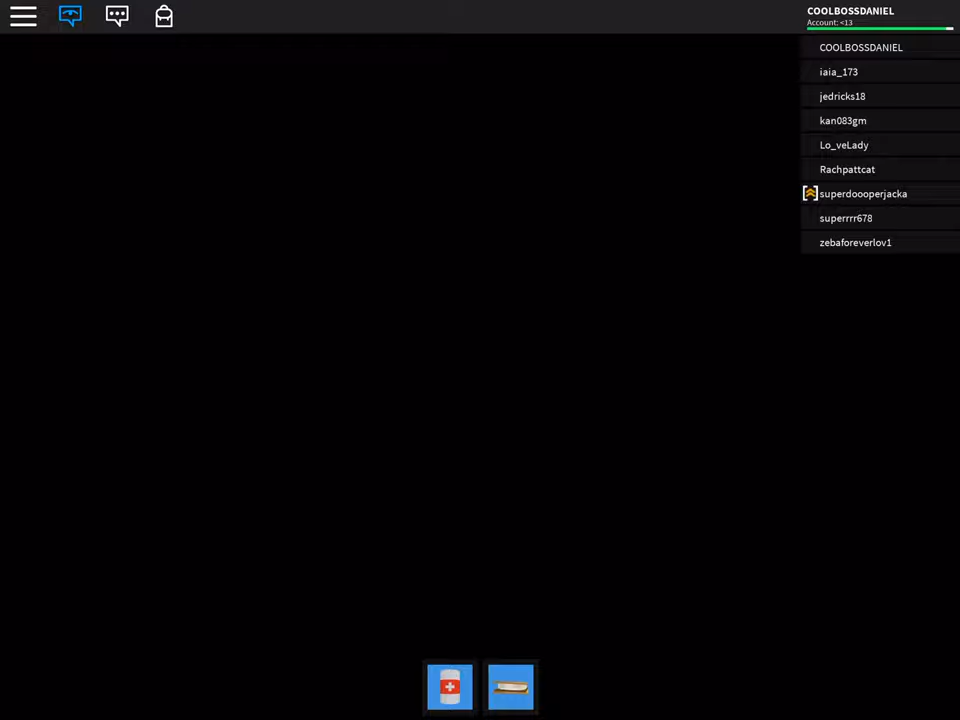 COOLBOSSDANIEL
Account: <13
COOLBOSSDANIEL
iaia_173
jedricks18
kan083gm
Lo_veLady
Rachpattcat
superdoooperjacka
superrrr678
zebaforeverlov1